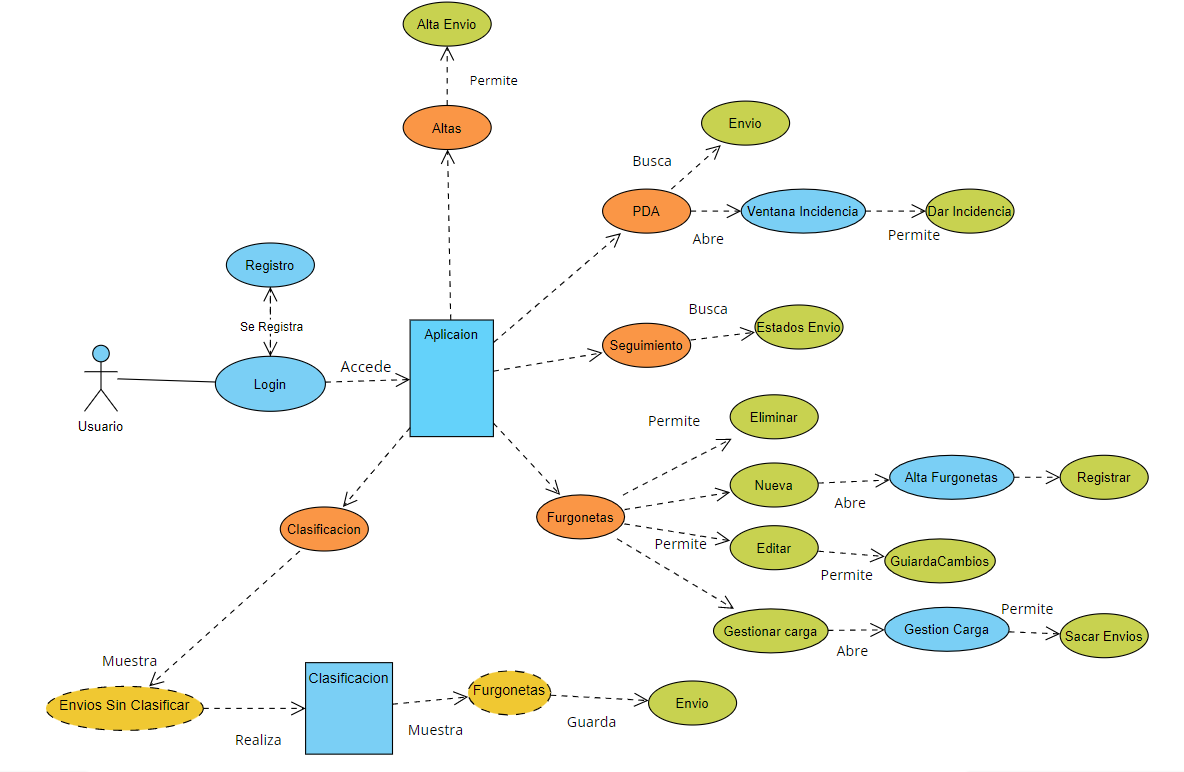 Alta Envio
Permite
Altas
Envio
Busca
PDA
Ventana Incidencia
Dar Incidencia
Abre
Permite
Registro
Se Registra
Busca
Aplicaion
Estados Envio
Seguimiento
Accede
Login
Usuario
Permite
Eliminar
Nueva
Alta Furgonetas
Registrar
Abre
Furgonetas
Clasificacion
Permite
Editar
GuiardaCambios
Permite
Permite
Gestionar carga
Gestion Carga
Sacar Envios
Abre
Muestra
Clasificacion
Furgonetas
Envios Sin Clasificar
Envio
Guarda
Muestra
Realiza